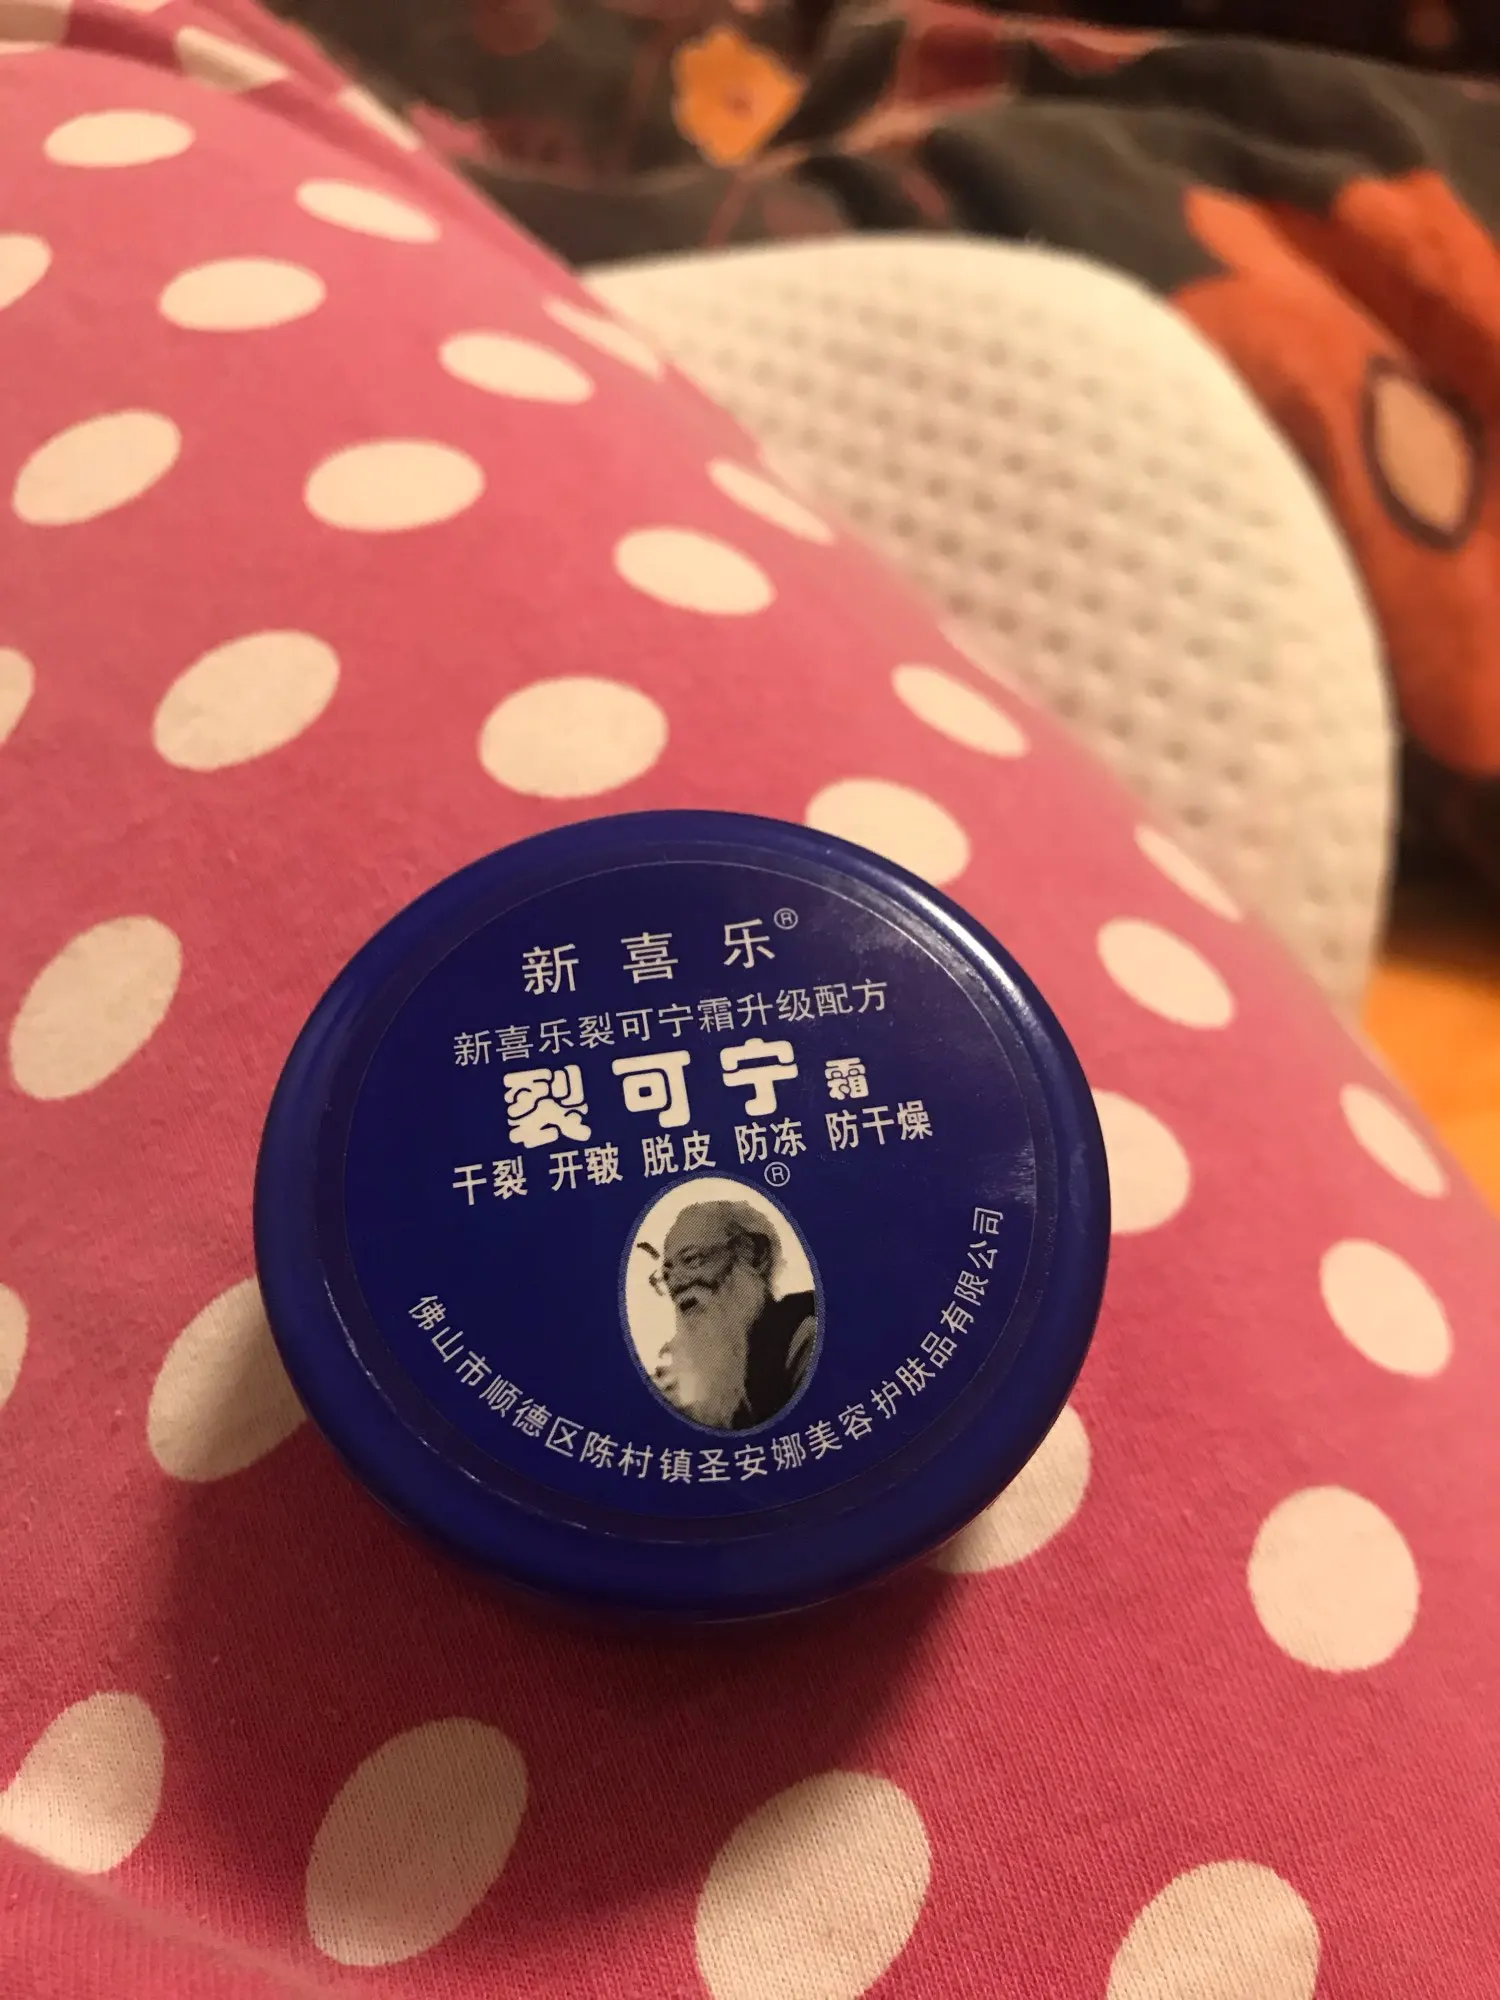 新喜乐®
新喜乐裂可宁霜升级配方
裂可宁霜
干裂 开皲 脱皮 防冻 防干燥
®
佛山市顺德区陈村镇圣安娜美容护肤品有限公司